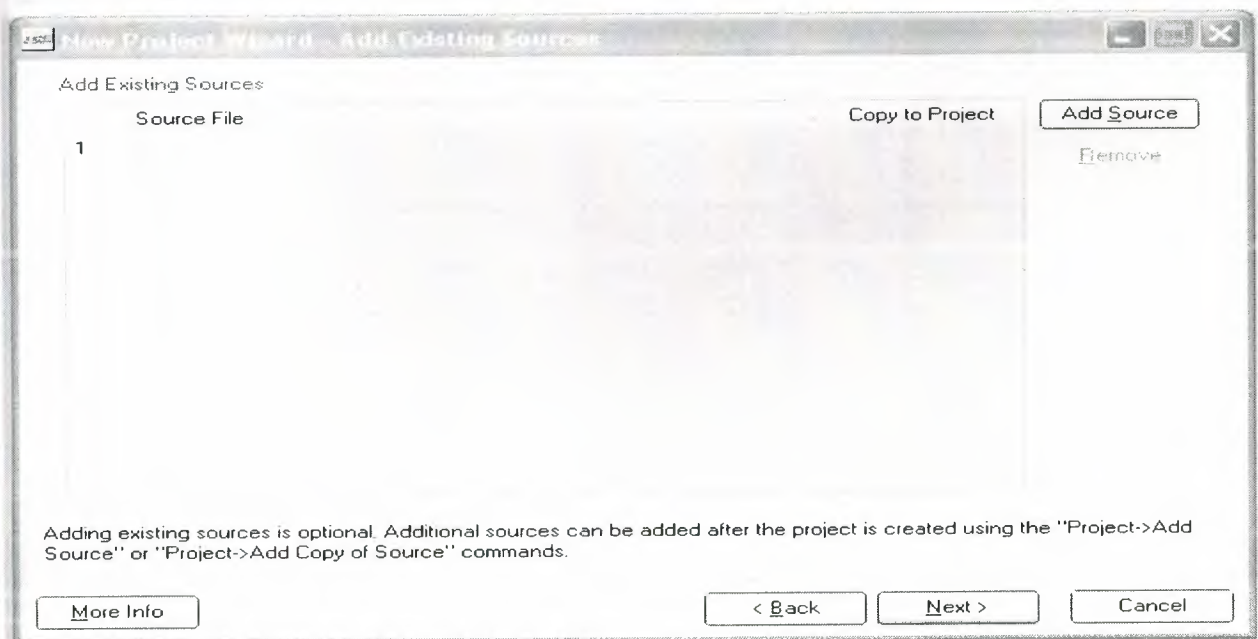 New Project Wizard - Add Existing Sources
Add Existing Sources
Source File Copy to Project
Add Source
1
Remove
Adding existing sources is optional. Additional sources can be added after the project is created using the "Project->Add
Source" or "Project->Add Copy of Source" commands.
More Info
< Back
Next >
Cancel